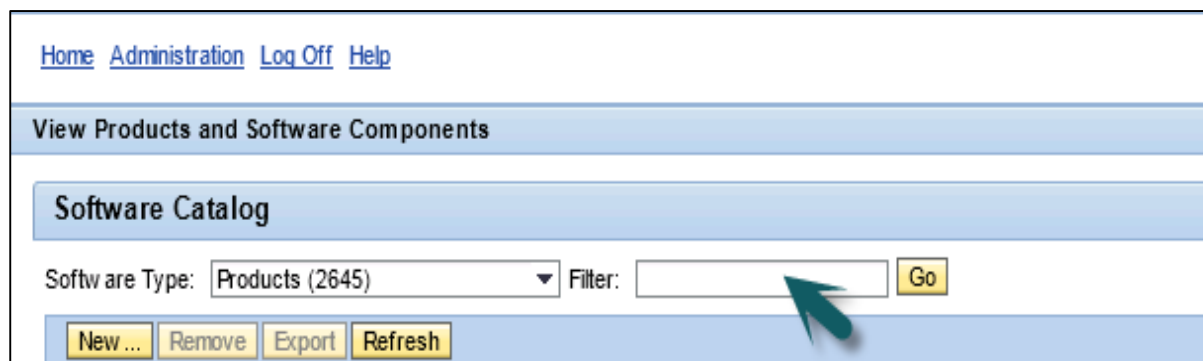 Home Administration Log Off Help
View Products and Software Components
Software Catalog
Software Type: Products (2645) Filter: Go
New ... Remove Export Refresh